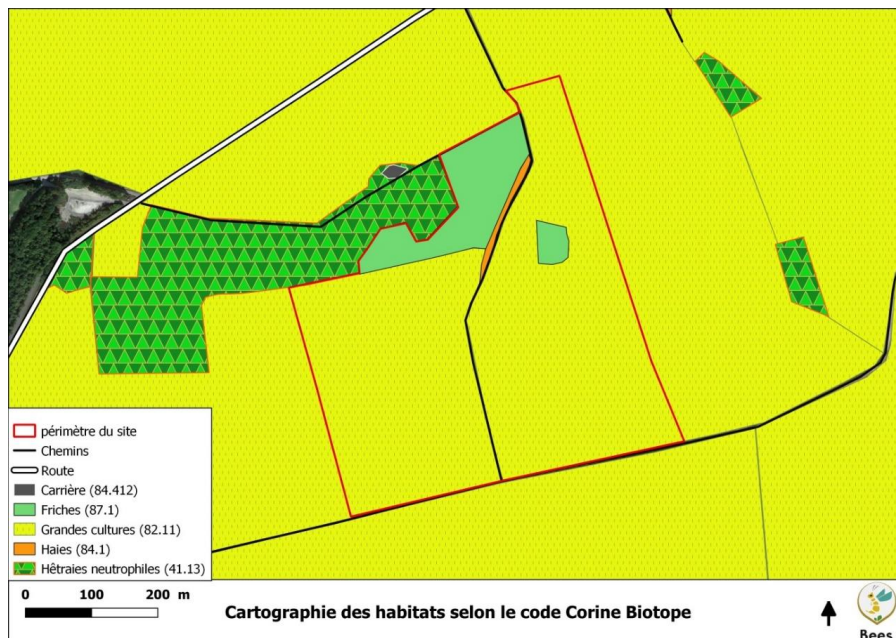 périmètre du site
Chemins
Route
Carrière (84.412)
Friches (87.1)
Grandes cultures (82.11)
Haies (84.1)
Hêtraies neutrophiles (41.13)
0 100 200 m
Cartographie des habitats selon le code Corine Biotope
Bees